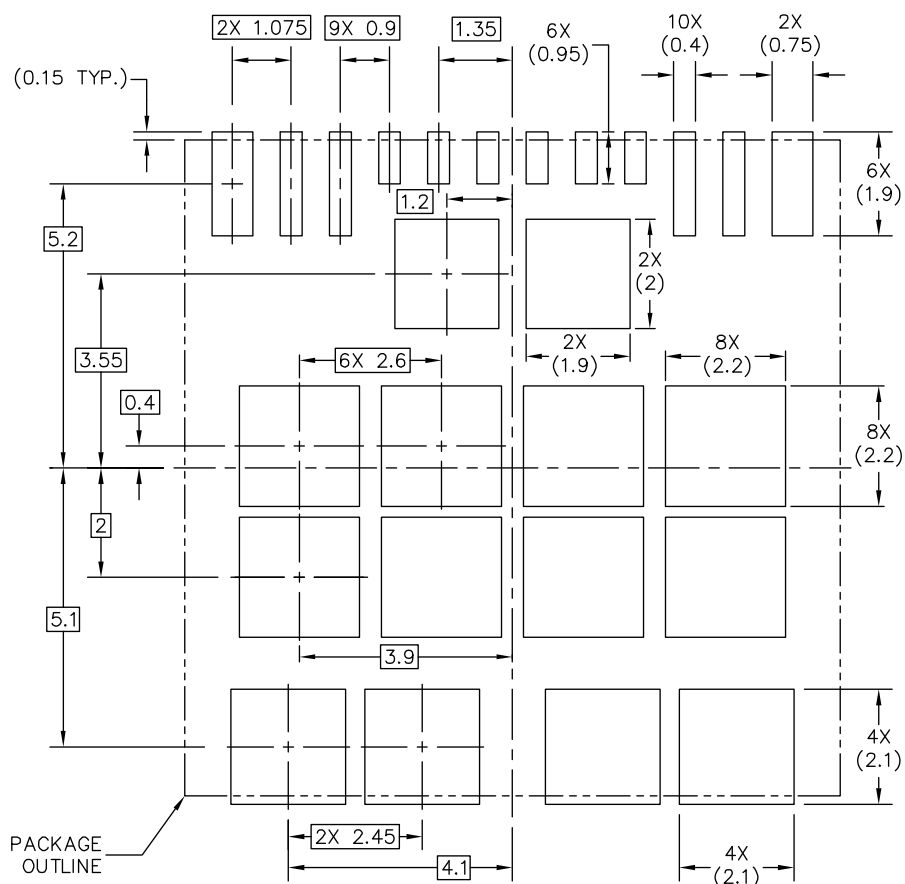 2X 1.075
9X 0.9
1.35
6X
(0.95)
10X
(0.4)
2X
(0.75)
(0.15 TYP.)
6X
(1.9)
1.2
5.2
2X
(2)
3.55
6X 2.6
2X
(1.9)
8X
(2.2)
0.4
8X
(2.2)
2
5.1
3.9
4X
(2.1)
PACKAGE
OUTLINE
2X 2.45
4.1
4X
(2.1)